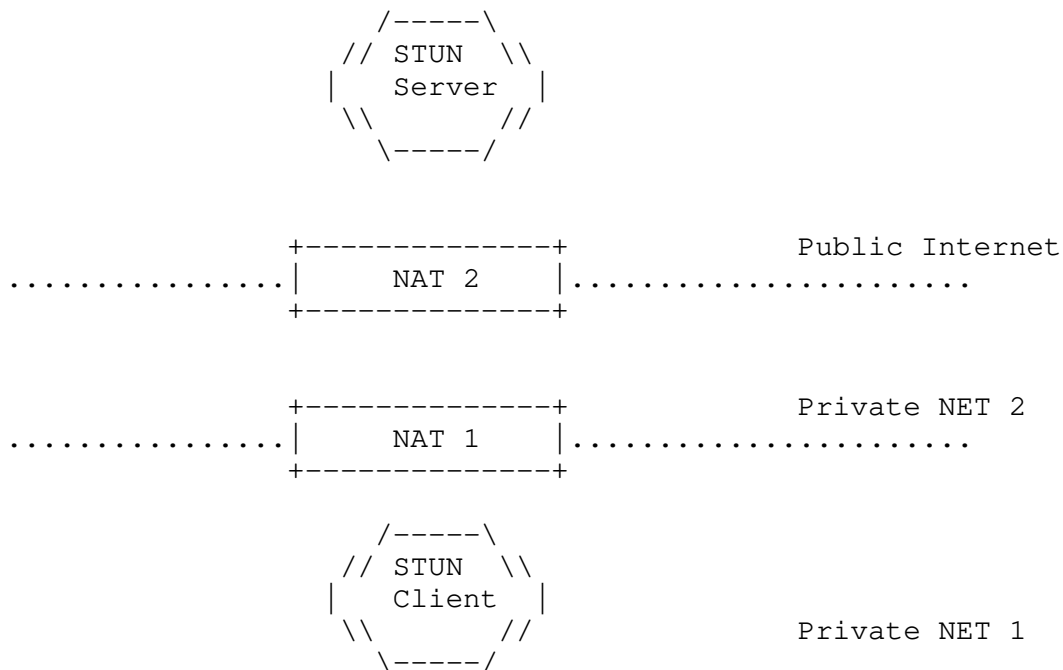 /-----\
// STUN \\
| Server |
\\ //
\-----/
+--------------+ Public Internet
................| NAT 2 |.......................
+--------------+
+--------------+ Private NET 2
................| NAT 1 |.......................
+--------------+
/-----\
// STUN \\
| Client |
\\ // Private NET 1
\-----/